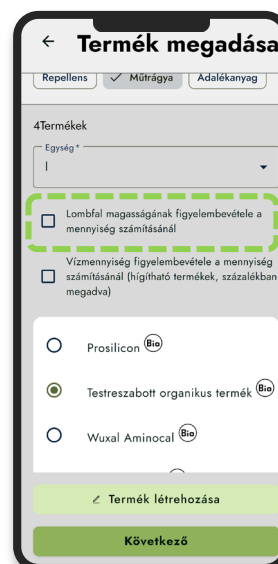 Termék megadása
Repellens Műtrágya Adalékanyag
4Termékek
Egység *
l
Lombfal magasságának figyelembevétele a
mennyiség számításánál
Vízmennyiség figyelembevétele a mennyiség
számításánál (hígítható termékek, százalékban
megadva)
Prosilicon Bio
Testreszabott organikus termék Bio
Wuxal Aminocal Bio
Termék létrehozása
Következő